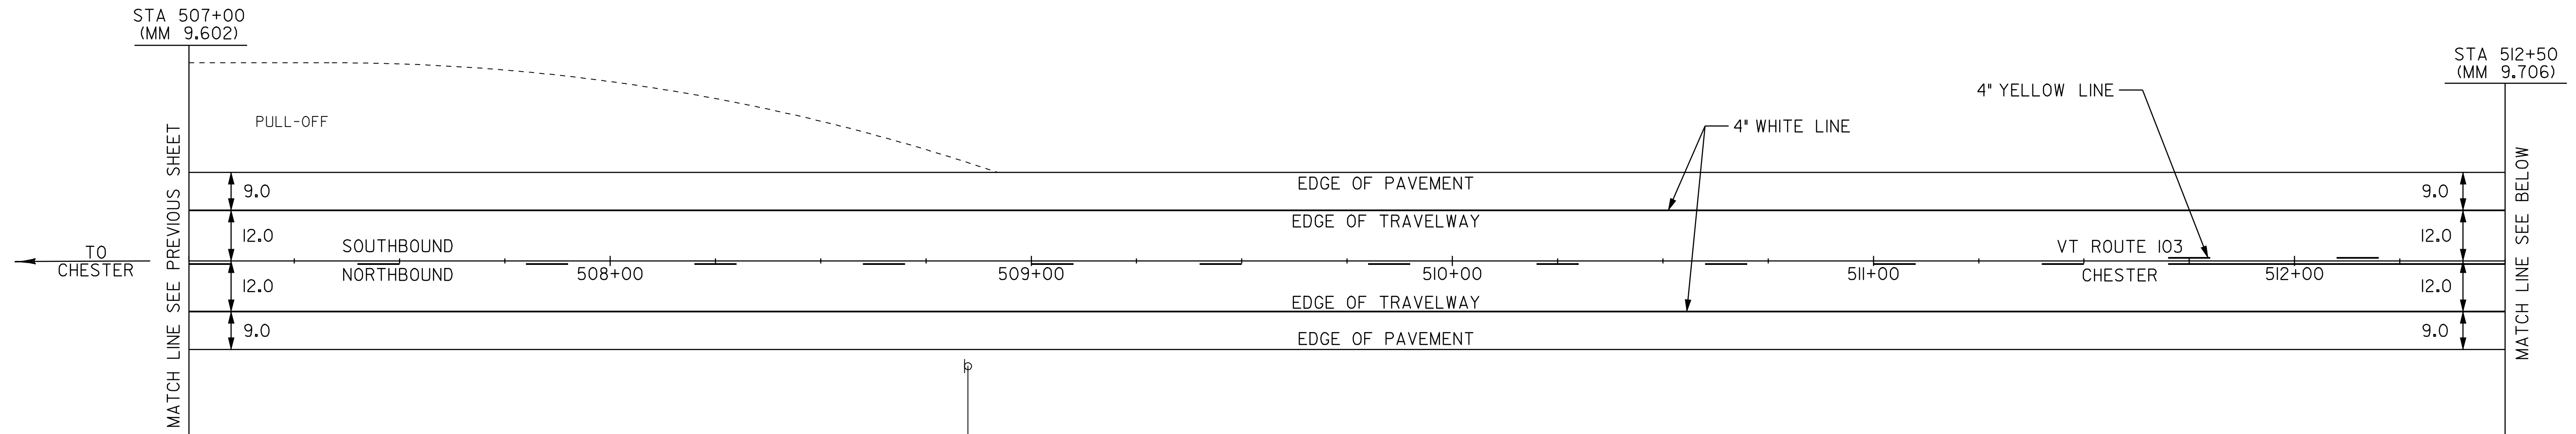 STA 507+00
(MM 9.602)
STA 512+50
(MM 9.706)
4" YELLOW LINE
PULL-OFF
4" WHITE LINE
MATCH LINE SEE PREVIOUS SHEET
9.0
EDGE OF PAVEMENT
9.0
EDGE OF TRAVELWAY
12.0
SOUTHBOUND
VT ROUTE 103
12.0
TO
CHESTER
NORTHBOUND
508+00
509+00
510+00
511+00
CHESTER
512+00
12.0
12.0
EDGE OF TRAVELWAY
9.0
EDGE OF PAVEMENT
9.0
MATCH LINE SEE BELOW